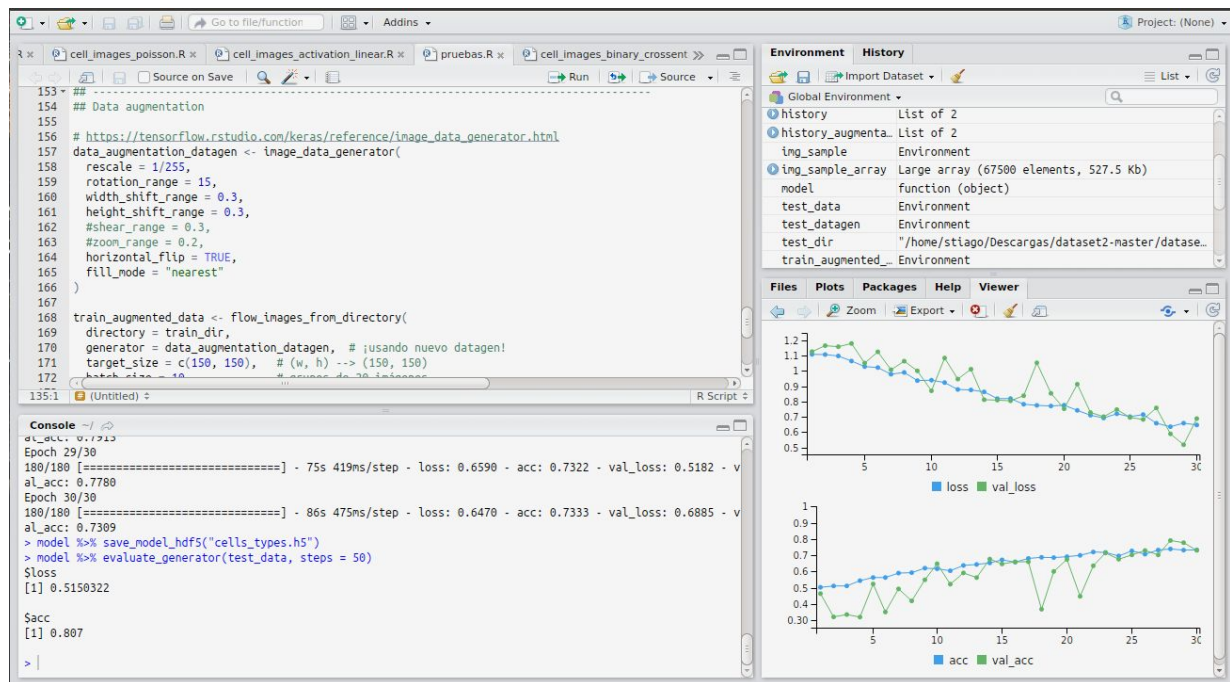 Go to file/function
Addins
Project: (None)
R
cell_images_poisson.R
cell_images_activation_linear.R
pruebas.R
cell_images_binary_crossent
Source on Save
Run
Source
153 ## ------------------------------------------------------------------------------
154 ## Data augmentation
155
156 # https://tensorflow.rstudio.com/keras/reference/image_data_generator.html
157 data_augmentation_datagen <- image_data_generator(
158 rescale = 1/255,
159 rotation_range = 15,
160 width_shift_range = 0.3,
161 height_shift_range = 0.3,
162 #shear_range = 0.3,
163 #zoom_range = 0.2,
164 horizontal_flip = TRUE,
165 fill_mode = "nearest"
166 )
167
168 train_augmented_data <- flow_images_from_directory(
169 directory = train_dir,
170 generator = data_augmentation_datagen, # ¡usando nuevo datagen!
171 target_size = c(150, 150), # (w, h) --> (150, 150)
172 batch_size = 10 # grupos de 20 imágenes
135:1 (Untitled) R Script
Console ~/
al_acc: 0.7913
Epoch 29/30
180/180 [==============================] - 75s 419ms/step - loss: 0.6590 - acc: 0.7322 - val_loss: 0.5182 - v
al_acc: 0.7780
Epoch 30/30
180/180 [==============================] - 86s 475ms/step - loss: 0.6470 - acc: 0.7333 - val_loss: 0.6885 - v
al_acc: 0.7309
> model %>% save_model_hdf5("cells_types.h5")
> model %>% evaluate_generator(test_data, steps = 50)
$loss
[1] 0.5150322
$acc
[1] 0.807
>
Environment History
Import Dataset List
Global Environment
history List of 2
history_augmenta… List of 2
img_sample Environment
img_sample_array Large array (67500 elements, 527.5 Kb)
model function (object)
test_data Environment
test_datagen Environment
test_dir "/home/stiago/Descargas/dataset2-master/datase…
train_augmented_… Environment
Files Plots Packages Help Viewer
Zoom Export
1.2
1.1
1
0.9
0.8
0.7
0.6
0.5
5 10 15 20 25 30
loss val_loss
1
0.9
0.8
0.7
0.6
0.5
0.4
0.30
5 10 15 20 25 30
acc val_acc